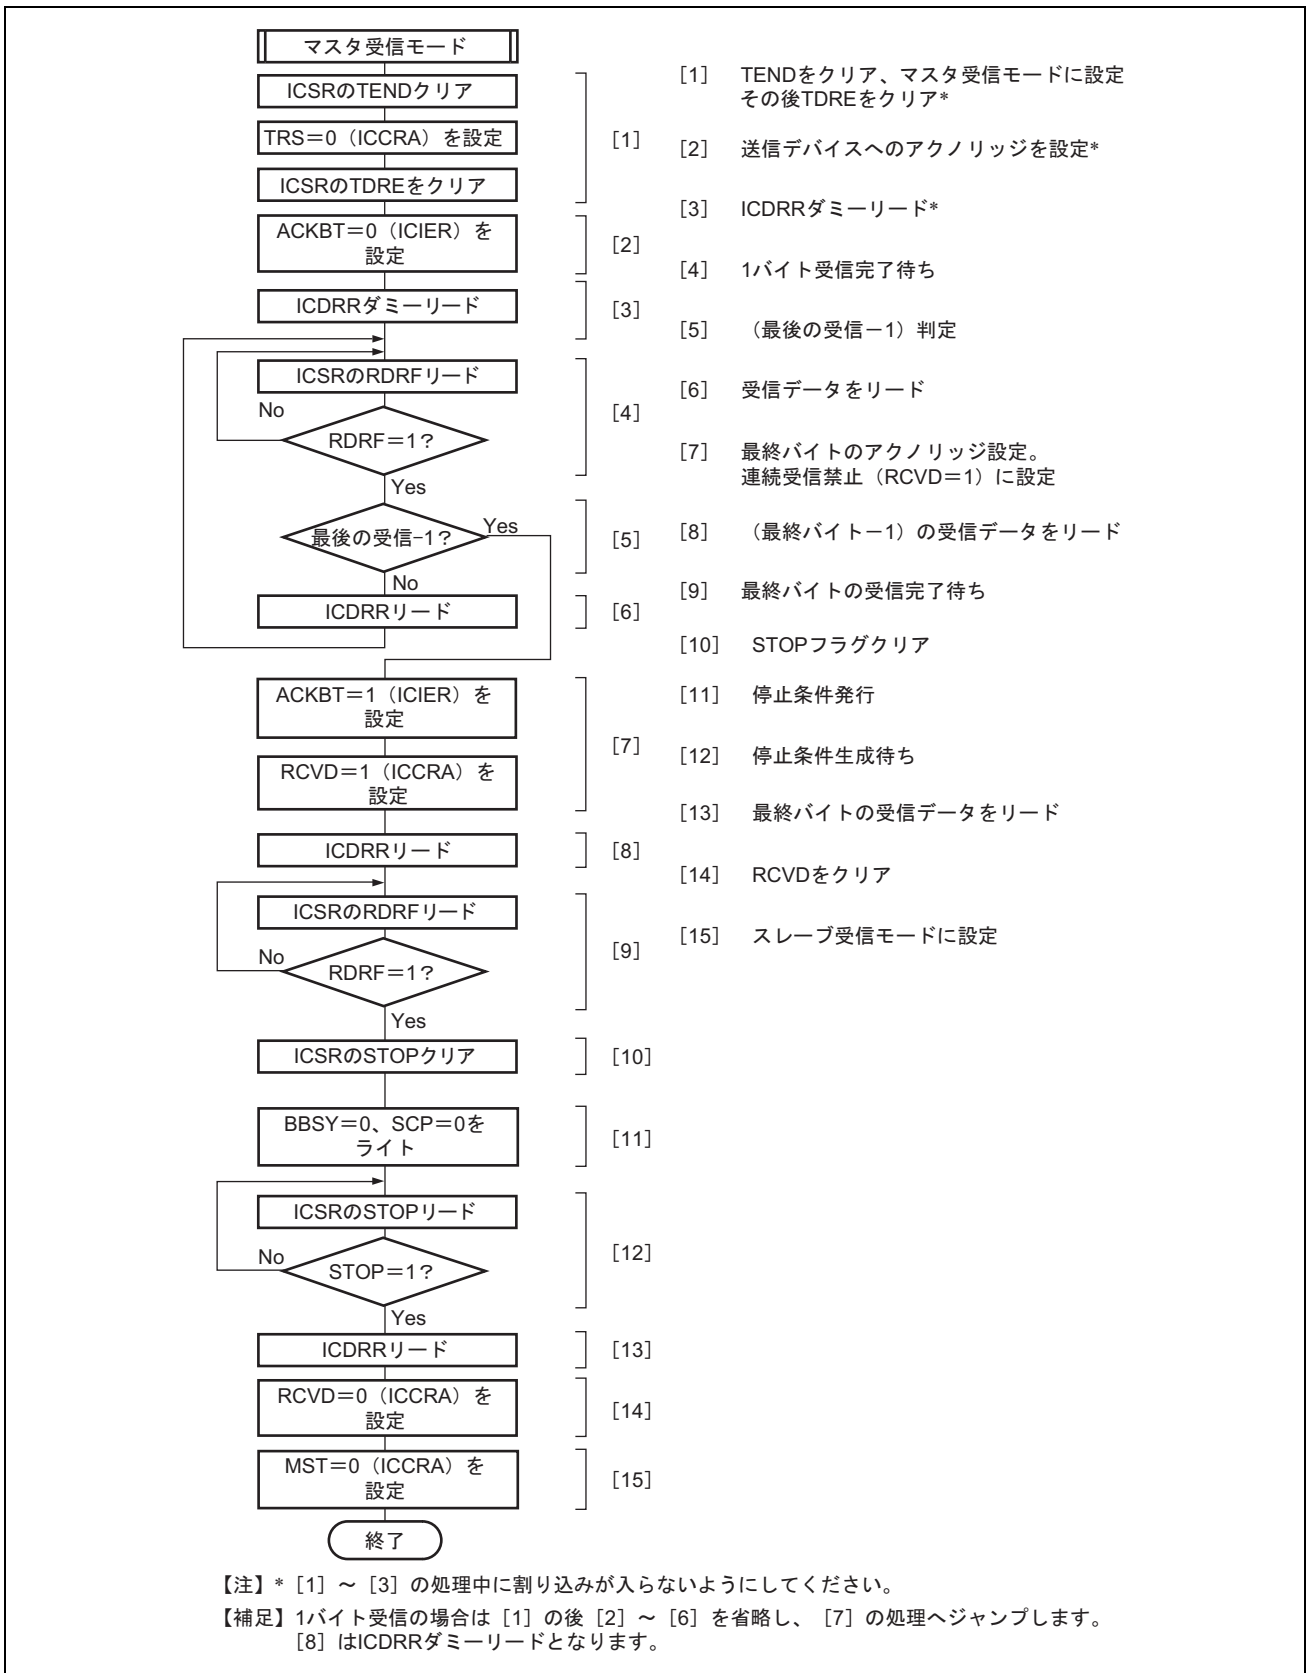 マスタ受信モード
ICSRのTENDクリア
TRS=0（ICCRA）を設定
ICSRのTDREをクリア
[1]
ACKBT=0（ICIER）を
設定
[2]
ICDRRダミーリード
[3]
ICSRのRDRFリード
No
RDRF=1?
[4]
Yes
最後の受信-1?
Yes
[5]
No
ICDRRリード
[6]
ACKBT=1（ICIER）を
設定
RCVD=1（ICCRA）を
設定
[7]
ICDRRリード
[8]
ICSRのRDRFリード
No
RDRF=1?
[9]
Yes
ICSRのSTOPクリア
[10]
BBSY=0、SCP=0を
ライト
[11]
ICSRのSTOPリード
No
STOP=1?
[12]
Yes
ICDRRリード
[13]
RCVD=0（ICCRA）を
設定
[14]
MST=0（ICCRA）を
設定
[15]
終了
[1] TENDをクリア、マスタ受信モードに設定
その後TDREをクリア*
[2] 送信デバイスへのアクノリッジを設定*
[3] ICDRRダミーリード*
[4] 1バイト受信完了待ち
[5] （最後の受信－1）判定
[6] 受信データをリード
[7] 最終バイトのアクノリッジ設定。
連続受信禁止（RCVD=1）に設定
[8] （最終バイト－1）の受信データをリード
[9] 最終バイトの受信完了待ち
[10] STOPフラグクリア
[11] 停止条件発行
[12] 停止条件生成待ち
[13] 最終バイトの受信データをリード
[14] RCVDをクリア
[15] スレーブ受信モードに設定
【注】* [1]～[3]の処理中に割り込みが入らないようにしてください。
【補足】1バイト受信の場合は[1]の後[2]～[6]を省略し、[7]の処理へジャンプします。
[8]はICDRRダミーリードとなります。